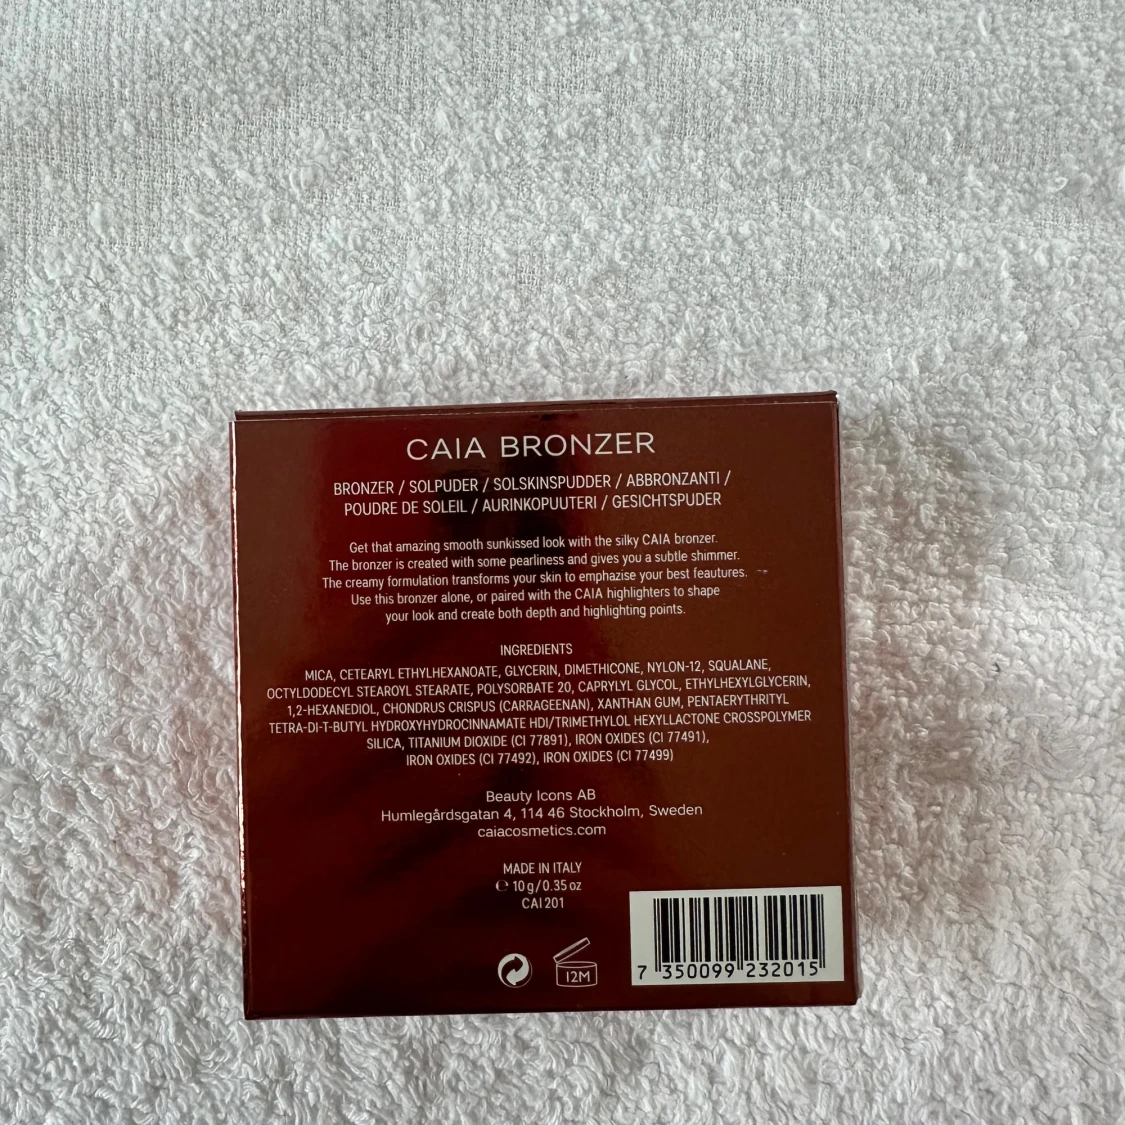 CAIA BRONZER
BRONZER / SOLPUDER / SOLSKINSPUDDER / ABBRONZANTI /
POUDRE DE SOLEIL / AURINKOPUUTERI / GESICHTSPUDER
Get that amazing smooth sunkissed look with the silky CAIA bronzer.
The bronzer is created with some pearliness and gives you a subtle shimmer.
The creamy formulation transforms your skin to emphazise your best feautures.
Use this bronzer alone, or paired with the CAIA highlighters to shape
your look and create both depth and highlighting points.
INGREDIENTS
MICA, CETEARYL ETHYLHEXANOATE, GLYCERIN, DIMETHICONE, NYLON-12, SQUALANE,
OCTYLDODECYL STEAROYL STEARATE, POLYSORBATE 20, CAPRYLYL GLYCOL, ETHYLHEXYLGLYCERIN,
1,2-HEXANEDIOL, CHONDRUS CRISPUS (CARRAGEENAN), XANTHAN GUM, PENTAERYTHRITYL
TETRA-DI-T-BUTYL HYDROXYHYDROCINNAMATE HDI/TRIMETHYLOL HEXYLLACTONE CROSSPOLYMER
SILICA, TITANIUM DIOXIDE (CI 77891), IRON OXIDES (CI 77491),
IRON OXIDES (CI 77492), IRON OXIDES (CI 77499)
Beauty Icons AB
Humlegårdsgatan 4, 114 46 Stockholm, Sweden
caiacosmetics.com
MADE IN ITALY
℮ 10 g/0.35 oz
CAI 201
12M
7 350099 232015